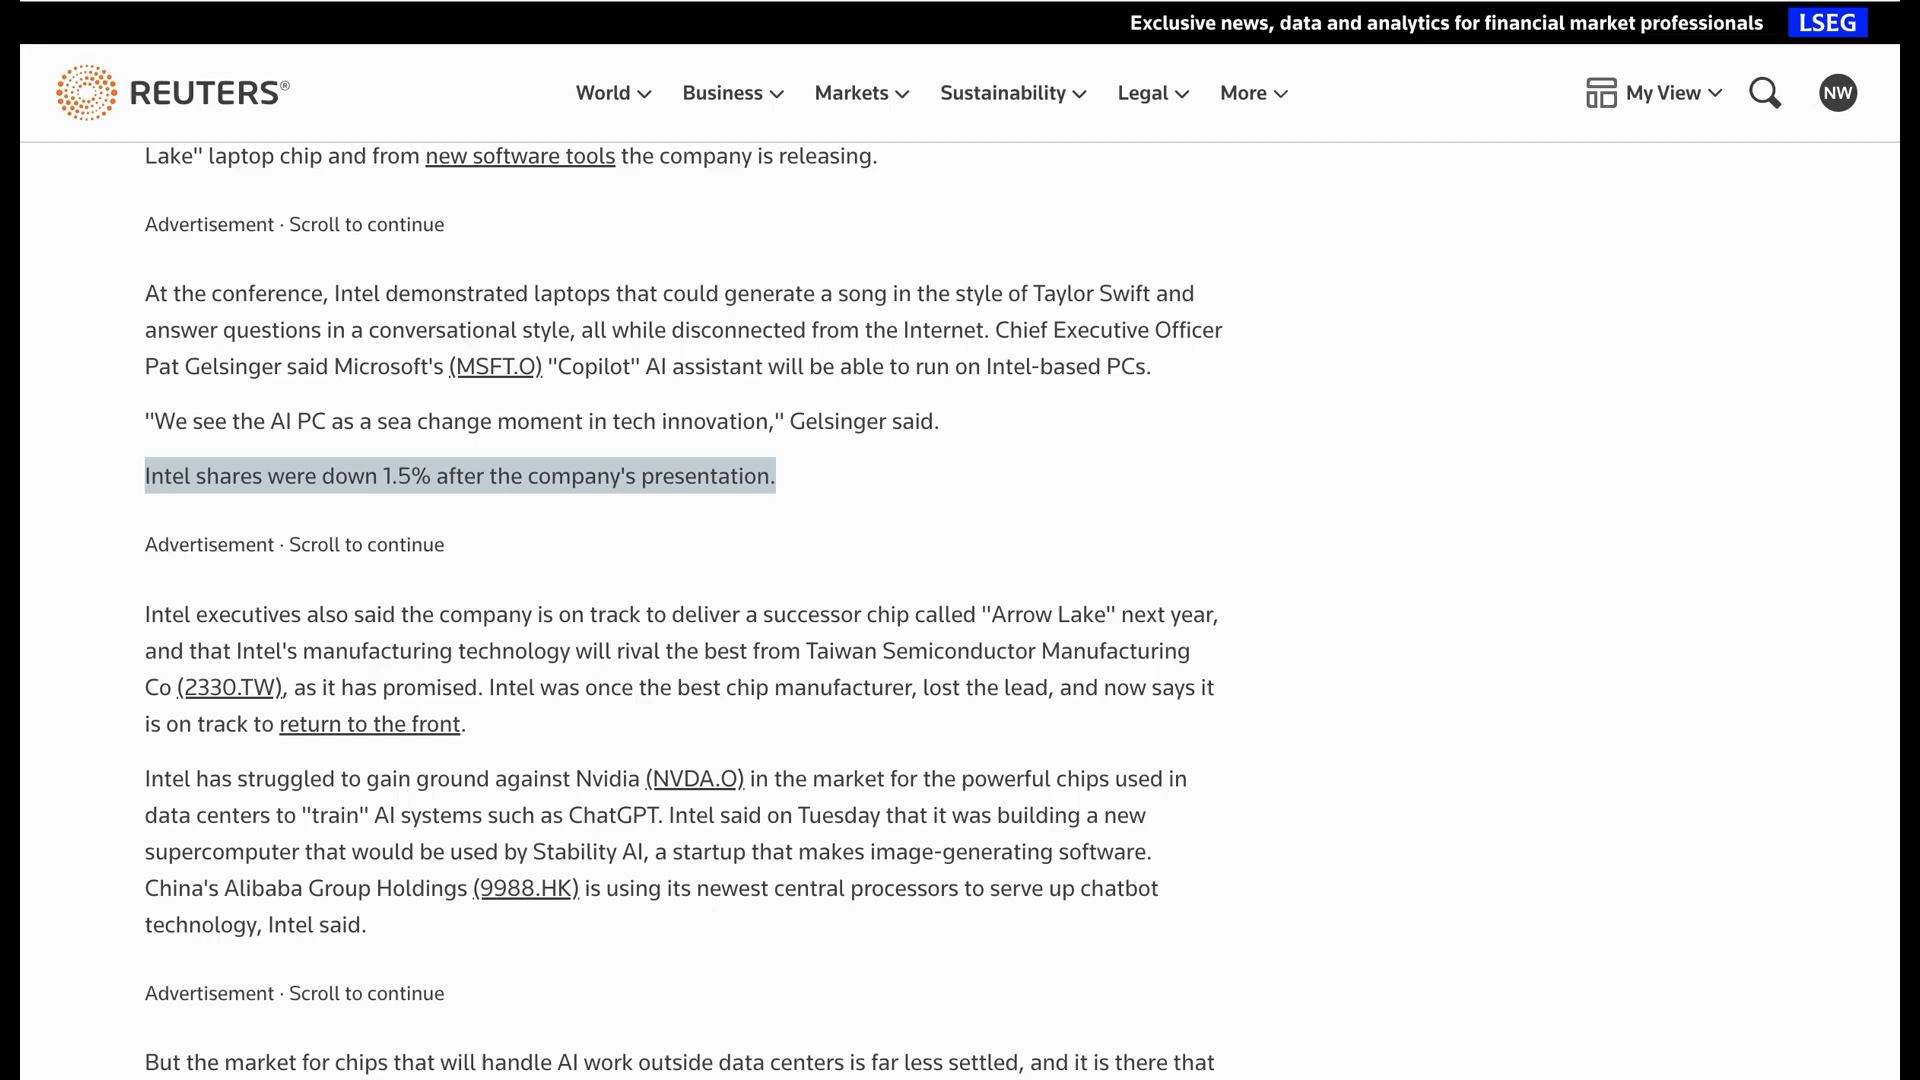 Exclusive news, data and analytics for financial market professionals LSEG
REUTERS® World Business Markets Sustainability Legal More My View NW
Lake" laptop chip and from new software tools the company is releasing.
Advertisement · Scroll to continue
At the conference, Intel demonstrated laptops that could generate a song in the style of Taylor Swift and
answer questions in a conversational style, all while disconnected from the Internet. Chief Executive Officer
Pat Gelsinger said Microsoft's (MSFT.O) "Copilot" AI assistant will be able to run on Intel-based PCs.
"We see the AI PC as a sea change moment in tech innovation," Gelsinger said.
Intel shares were down 1.5% after the company's presentation.
Advertisement · Scroll to continue
Intel executives also said the company is on track to deliver a successor chip called "Arrow Lake" next year,
and that Intel's manufacturing technology will rival the best from Taiwan Semiconductor Manufacturing
Co (2330.TW), as it has promised. Intel was once the best chip manufacturer, lost the lead, and now says it
is on track to return to the front.
Intel has struggled to gain ground against Nvidia (NVDA.O) in the market for the powerful chips used in
data centers to "train" AI systems such as ChatGPT. Intel said on Tuesday that it was building a new
supercomputer that would be used by Stability AI, a startup that makes image-generating software.
China's Alibaba Group Holdings (9988.HK) is using its newest central processors to serve up chatbot
technology, Intel said.
Advertisement · Scroll to continue
But the market for chips that will handle AI work outside data centers is far less settled, and it is there that